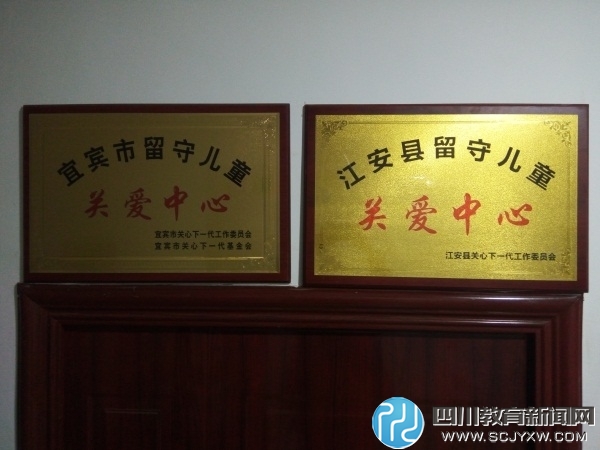 宜宾市留守儿童
关爱中心
宜宾市关心下一代工作委员会
宜宾市关心下一代基金会
江安县留守儿童
关爱中心
江安县关心下一代工作委员会
四川教育新闻网
www.scjyxw.com